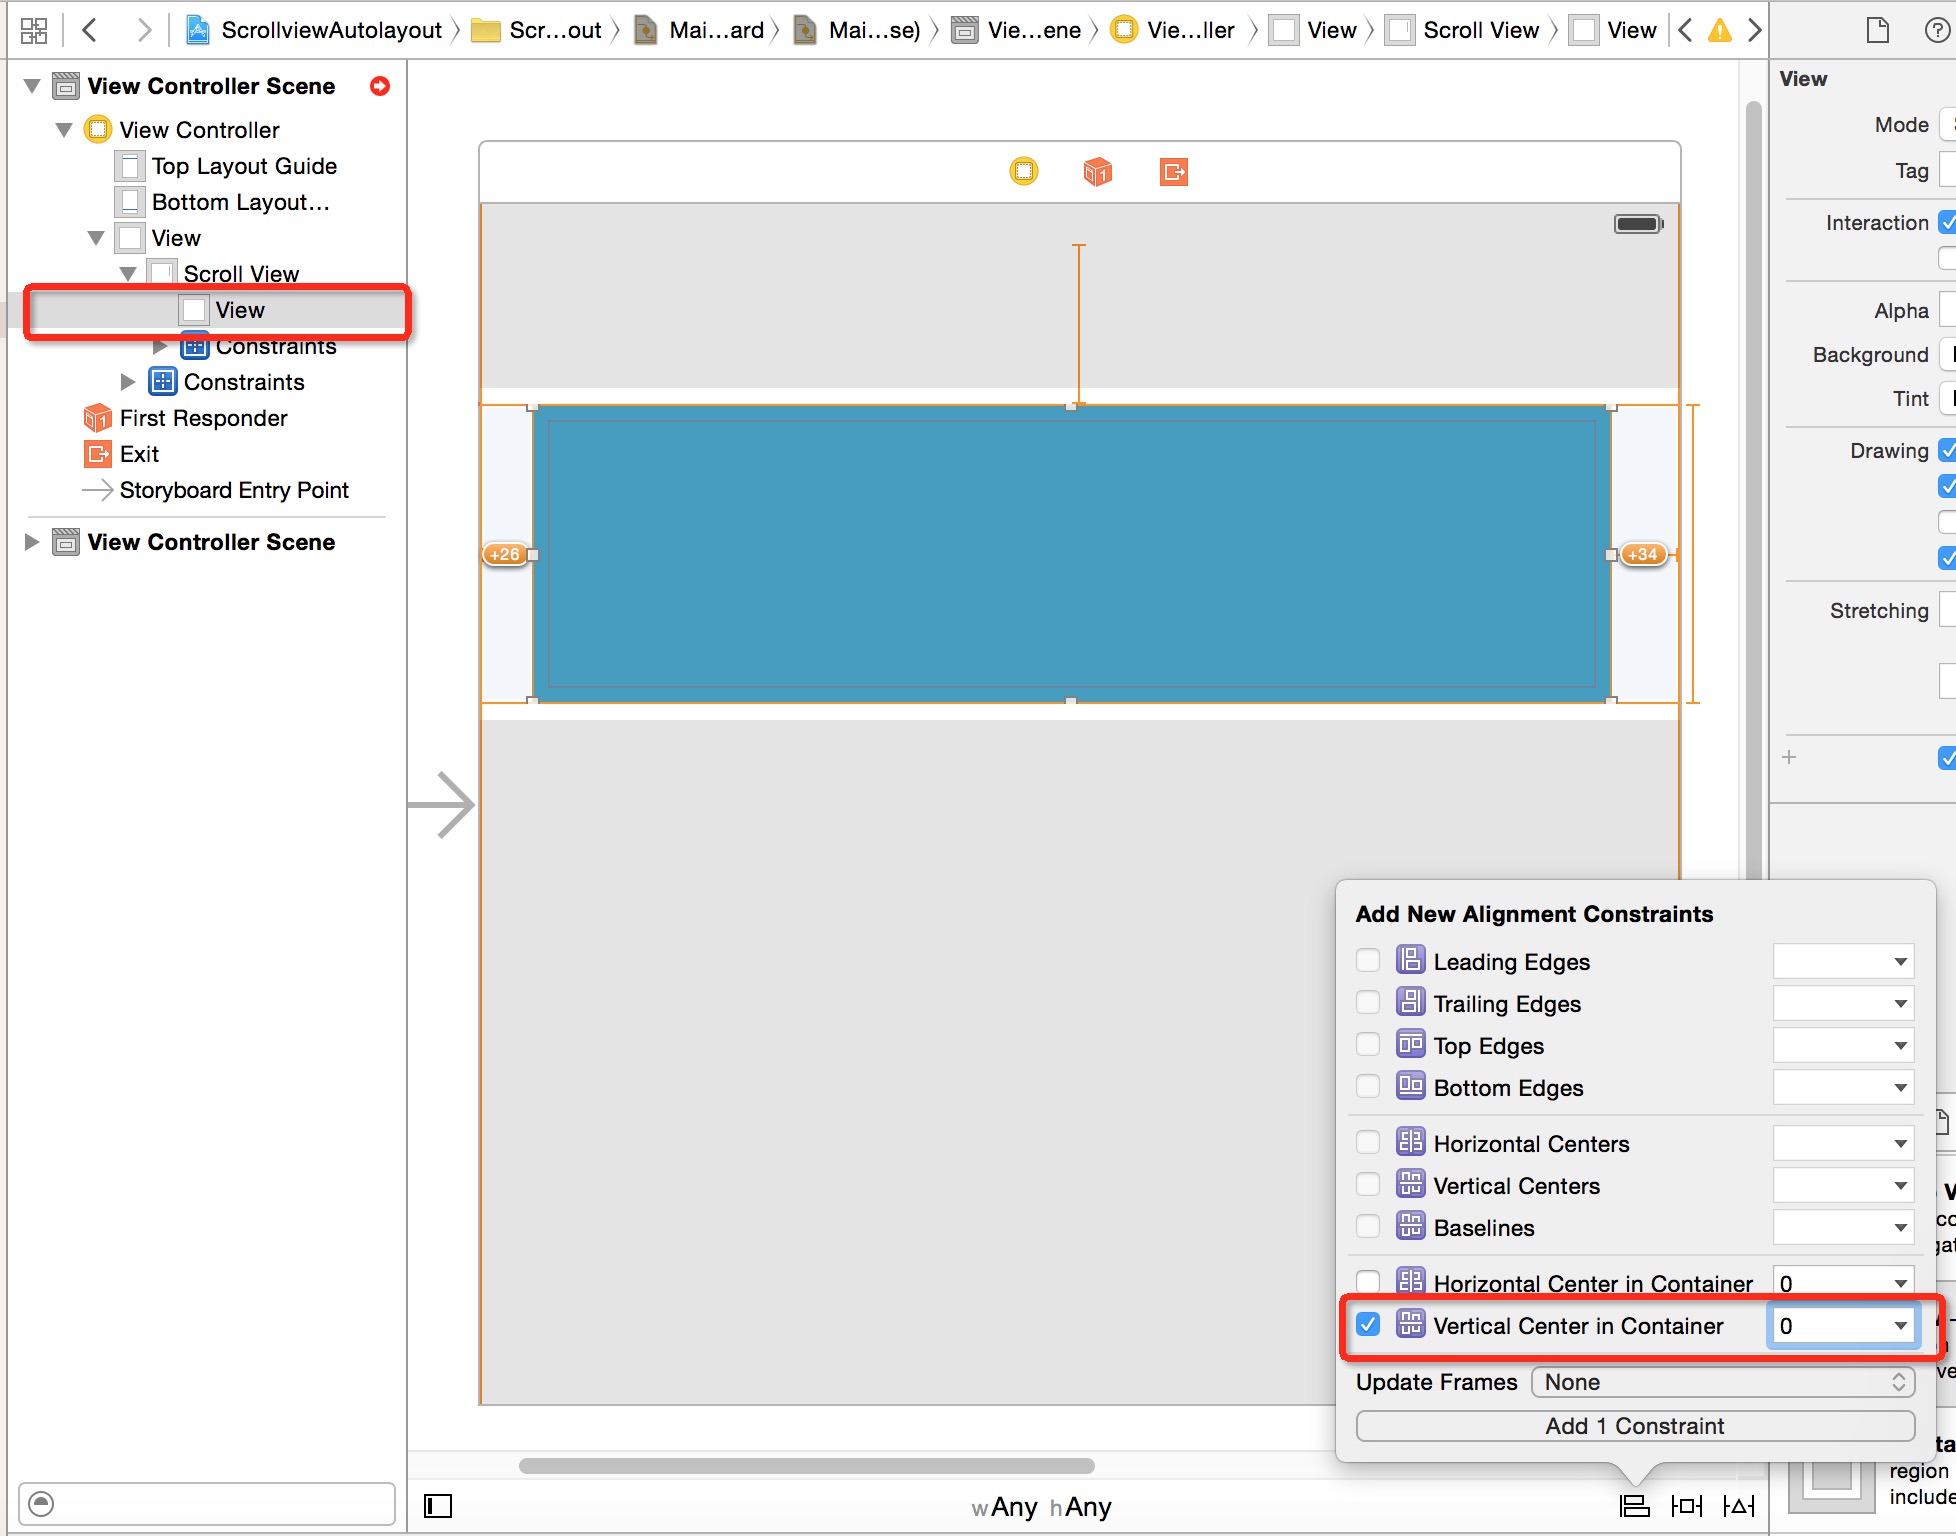 ScrollviewAutolayout Scr...out Mai...ard Mai...se) Vie...ene Vie...ller View Scroll View View
View Controller Scene
View Controller
Top Layout Guide
Bottom Layout...
View
Scroll View
View
Constraints
Constraints
First Responder
Exit
Storyboard Entry Point
View Controller Scene
+26
+34
View
Mode
Tag
Interaction
Alpha
Background
Tint
Drawing
Stretching
Add New Alignment Constraints
Leading Edges
Trailing Edges
Top Edges
Bottom Edges
Horizontal Centers
Vertical Centers
Baselines
Horizontal Center in Container 0
Vertical Center in Container 0
Update Frames None
Add 1 Constraint
region
include
wAny hAny